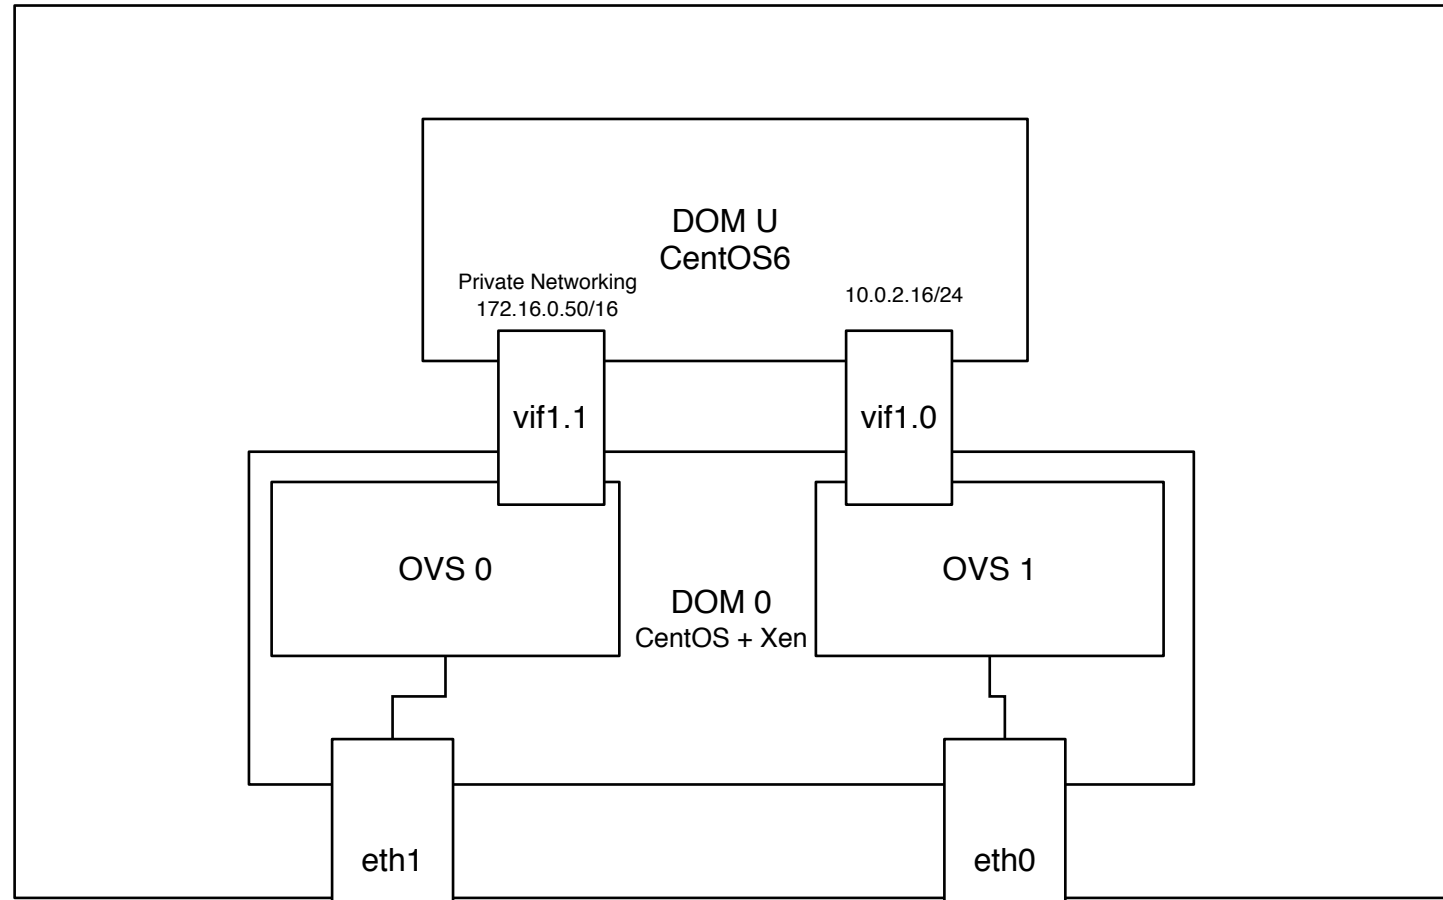 DOM U
CentOS6
Private Networking
172.16.0.50/16
10.0.2.16/24
vif1.1
vif1.0
OVS 0
OVS 1
DOM 0
CentOS + Xen
eth1
eth0